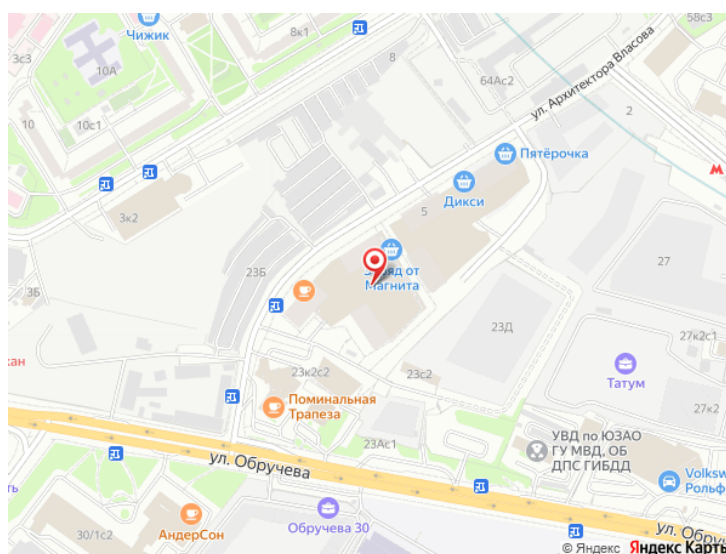 58с3
Чижик
8к1
3с3
10А
8
64Ас2
ул. Архитектора Власова
10
10с1
2
Пятёрочка
Дикси
3к2
5
23Б
27
3Б
от
Магнита
23Д
27к2с1
23с2
Татум
23к2с2
27к2
Поминальная
Трапеза
23Ас1
УВД по ЮЗАО
ГУ МВД, ОБ
ДПС ГИБДД
ул. Обручева
Volksw
Рольф
АндерСон
30/1с2
Обручева 30
ул. Обру
© Яндекс Яндекс Карты